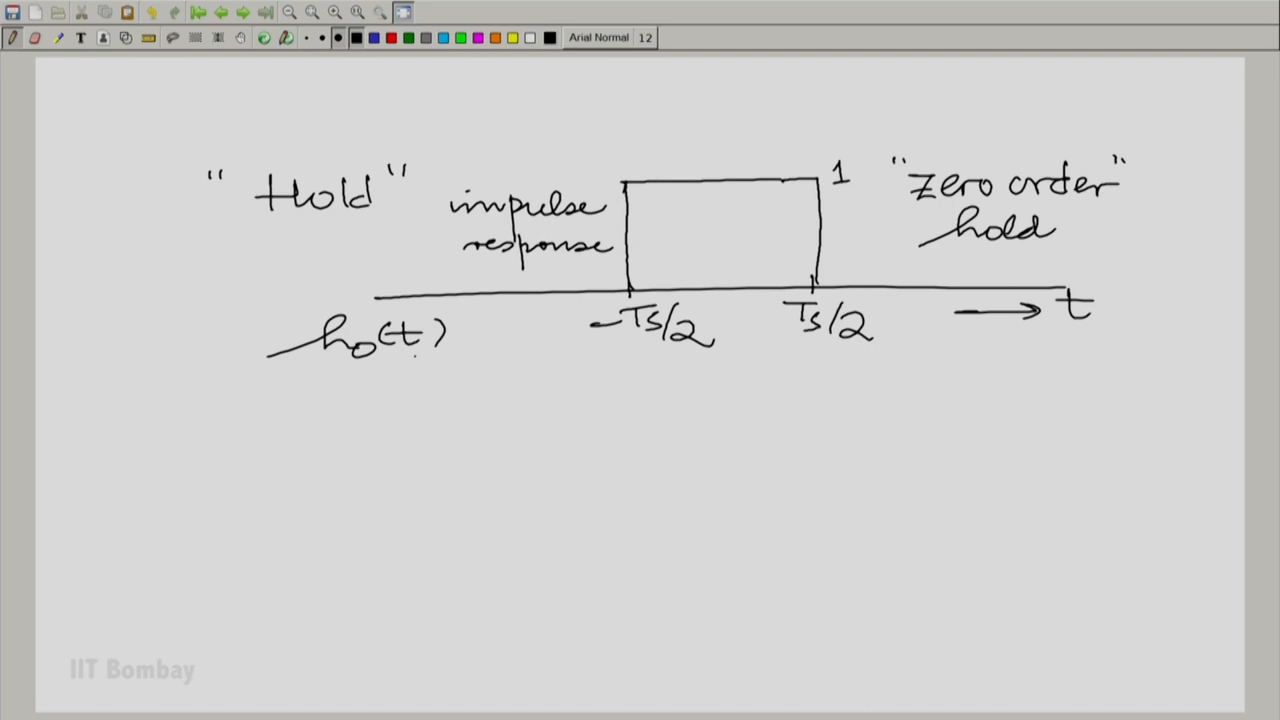 Arial Normal 12
"Hold"
impulse
response
1
"zero order"
hold
-Ts/2
Ts/2
t
h₀(t)
IIT Bombay